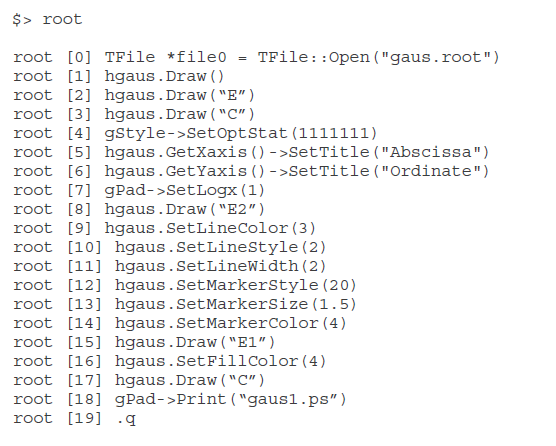 $> root
root [0] TFile *file0 = TFile::Open("gaus.root")
root [1] hgaus.Draw()
root [2] hgaus.Draw(“E”)
root [3] hgaus.Draw(“C”)
root [4] gStyle->SetOptStat(1111111)
root [5] hgaus.GetXaxis()->SetTitle("Abscissa")
root [6] hgaus.GetYaxis()->SetTitle("Ordinate")
root [7] gPad->SetLogx(1)
root [8] hgaus.Draw(“E2”)
root [9] hgaus.SetLineColor(3)
root [10] hgaus.SetLineStyle(2)
root [11] hgaus.SetLineWidth(2)
root [12] hgaus.SetMarkerStyle(20)
root [13] hgaus.SetMarkerSize(1.5)
root [14] hgaus.SetMarkerColor(4)
root [15] hgaus.Draw(“E1”)
root [16] hgaus.SetFillColor(4)
root [17] hgaus.Draw(“C”)
root [18] gPad->Print(“gaus1.ps”)
root [19] .q